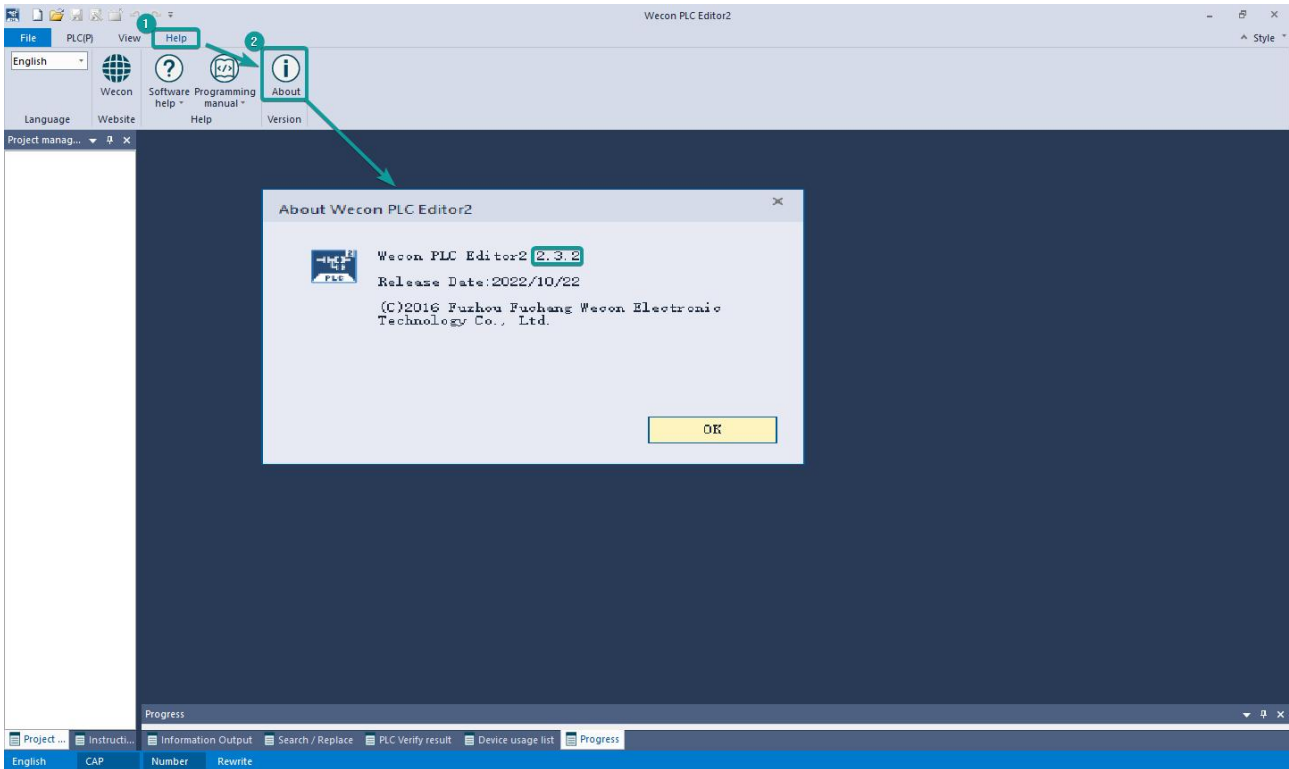 Wecon PLC Editor2
1
2
File PLC(P) View Help
^ Style
English
Wecon
Software help
Programming manual
About
Language Website Help Version
Project manag...
About Wecon PLC Editor2
PLC
Wecon PLC Editor2 2.3.2
Release Date:2022/10/22
(C)2016 Fuzhou Fuchang Wecon Electronic
Technology Co., Ltd.
OK
Progress
Project ... Instructi... Information Output Search / Replace PLC Verify result Device usage list Progress
English CAP Number Rewrite